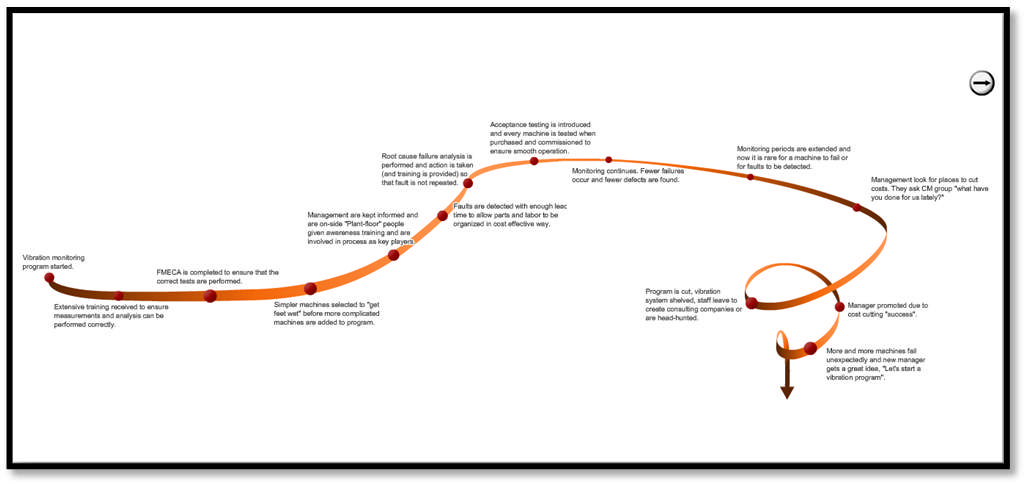 Vibration monitoring
program started.
Extensive training received to ensure
measurements and analysis can be
performed correctly.
FMECA is completed to ensure that the
correct tests are performed.
Simpler machines selected to "get
feet wet" before more complicated
machines are added to program.
Management are kept informed and
are on-side "Plant-floor" people
given awareness training and are
involved in process as key players.
Faults are detected with enough lead
time to allow parts and labor to be
organized in cost effective way.
Root cause failure analysis is
performed and action is taken
(and training is provided) so
that fault is not repeated.
Acceptance testing is introduced
and every machine is tested when
purchased and commissioned to
ensure smooth operation.
Monitoring continues. Fewer failures
occur and fewer defects are found.
Monitoring periods are extended and
now it is rare for a machine to fail or
for faults to be detected.
Management look for places to cut
costs. They ask CM group "what have
you done for us lately?"
Program is cut, vibration
system shelved, staff leave to
create consulting companies or
are head-hunted.
Manager promoted due to
cost cutting "success".
More and more machines fail
unexpectedly and new manager
gets a great idea, "Let's start a
vibration program".